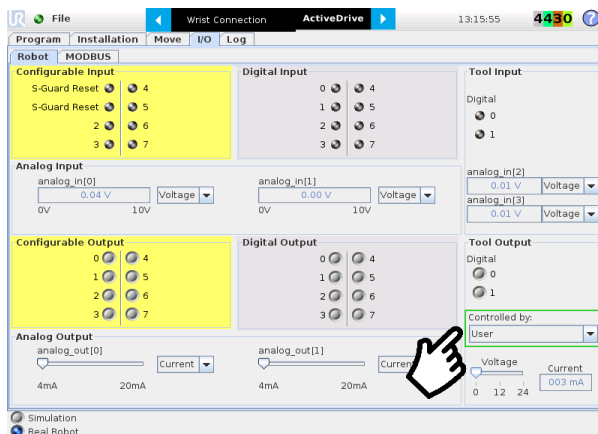 UR File Wrist Connection ActiveDrive 13:15:55 4430 ?
Program Installation Move I/O Log
Robot MODBUS
Configurable Input
S-Guard Reset 4
S-Guard Reset 5
2 6
3 7
Digital Input
0 4
1 5
2 6
3 7
Tool Input
Digital
0
1
analog_in[2]
0.01 V Voltage
analog_in[3]
0.01 V Voltage
Analog Input
analog_in[0]
0.04 V Voltage
0V 10V
analog_in[1]
0.00 V Voltage
0V 10V
Configurable Output
0 4
1 5
2 6
3 7
Digital Output
0 4
1 5
2 6
3 7
Tool Output
Digital
0
1
Controlled by:
User
Voltage
0 12 24
Current
003 mA
Analog Output
analog_out[0]
Current
4mA 20mA
analog_out[1]
4mA 20mA
Simulation
Real Robot